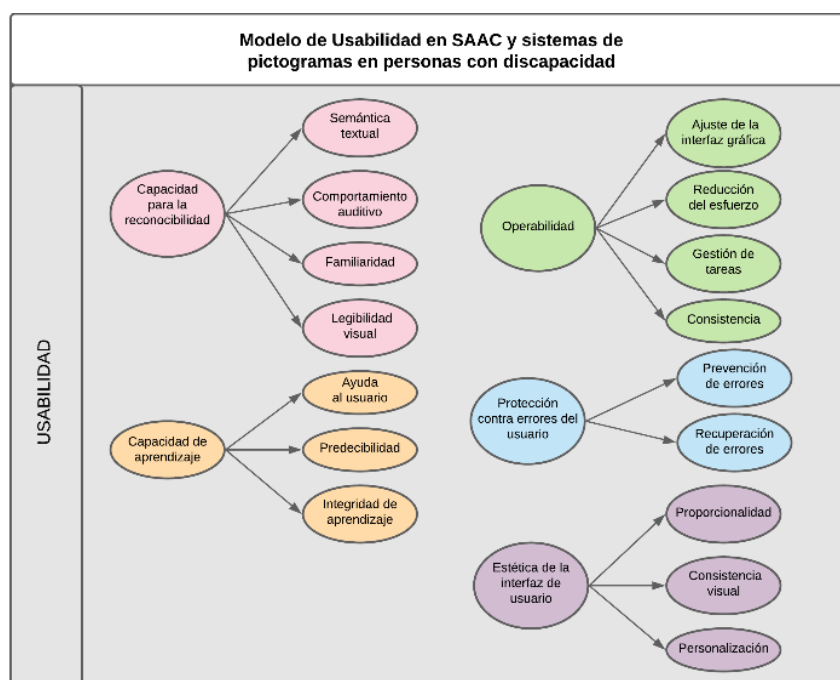 Modelo de Usabilidad en SAAC y sistemas de
pictogramas en personas con discapacidad
USABILIDAD
Capacidad
para la
reconocibilidad
Semántica
textual
Comportamiento
auditivo
Familiaridad
Legibilidad
visual
Capacidad de
aprendizaje
Ayuda
al usuario
Predecibilidad
Integridad de
aprendizaje
Operabilidad
Ajuste de la
interfaz gráfica
Reducción
del esfuerzo
Gestión de
tareas
Consistencia
Protección
contra errores del
usuario
Prevención
de errores
Recuperación
de errores
Estética de la
interfaz de
usuario
Proporcionalidad
Consistencia
visual
Personalización